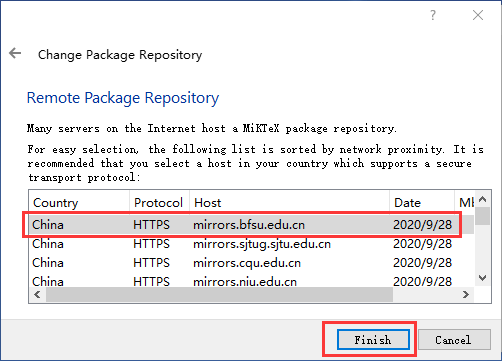 ?
Change Package Repository
Remote Package Repository
Many servers on the Internet host a MiKTeX package repository.
For easy selection, the following list is sorted by network proximity. It is
recommended that you select a host in your country which supports a secure
transport protocol:
Country Protocol Host Date
China HTTPS mirrors.bfsu.edu.cn 2020/9/28
China HTTPS mirrors.sjtug.sjtu.edu.cn 2020/9/28
China HTTPS mirrors.cqu.edu.cn 2020/9/28
China HTTPS mirrors.nju.edu.cn 2020/9/28
Finish Cancel